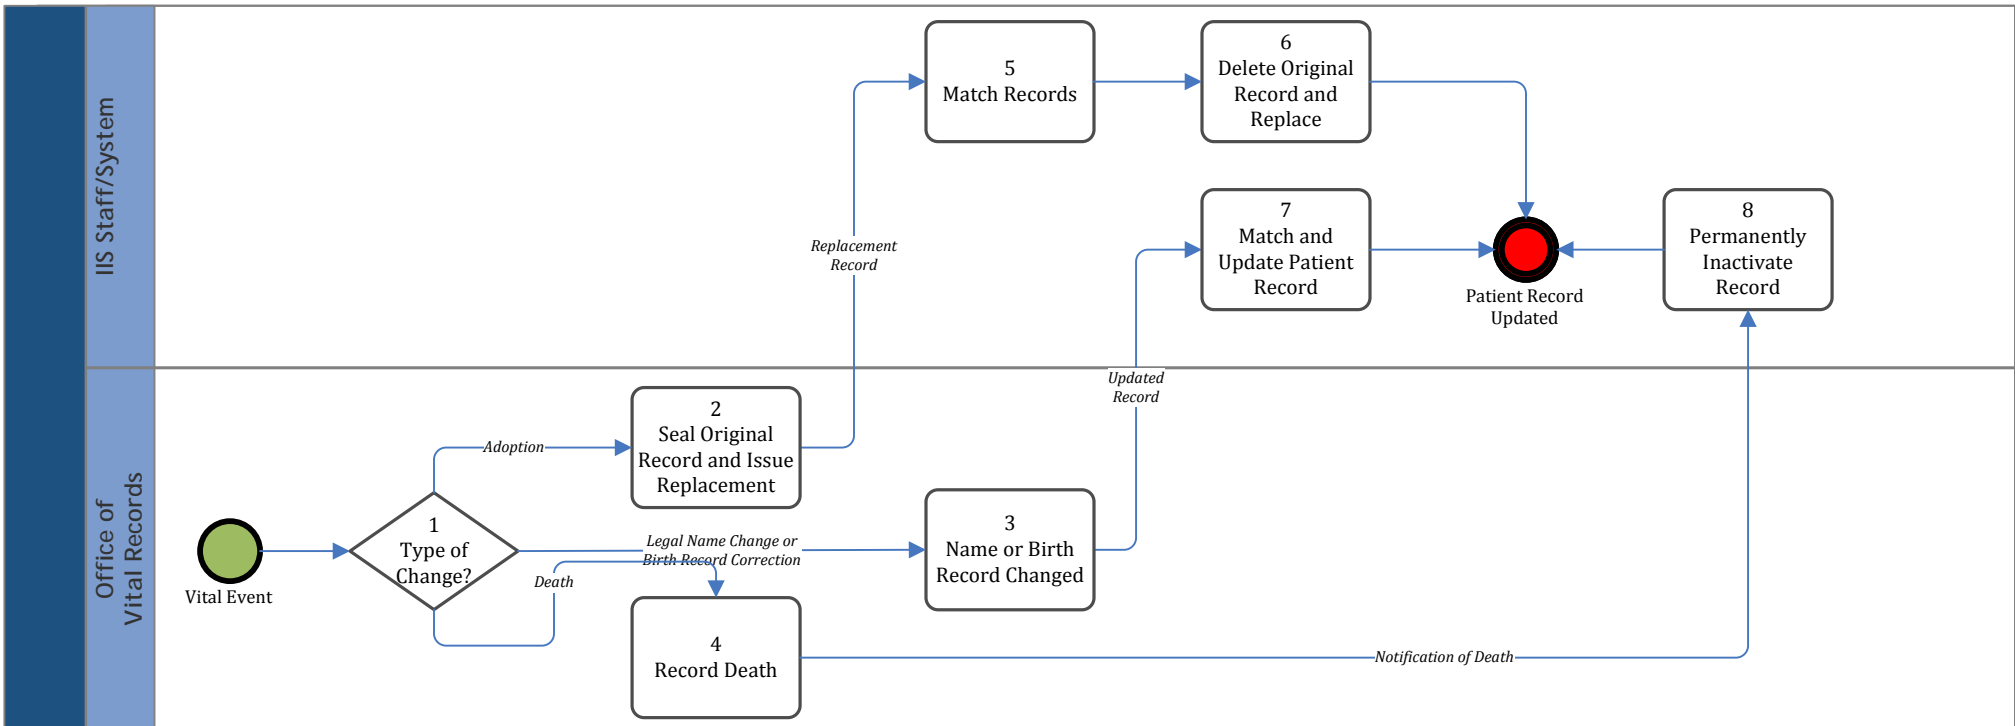 IIS Staff/System
5
Match Records
6
Delete Original
Record and
Replace
Replacement
Record
7
Match and
Update Patient
Record
Patient Record
Updated
8
Permanently
Inactivate
Record
Office of
Vital Records
Vital Event
1
Type of
Change?
Adoption
2
Seal Original
Record and Issue
Replacement
Legal Name Change or
Birth Record Correction
3
Name or Birth
Record Changed
Updated
Record
Death
4
Record Death
Notification of Death